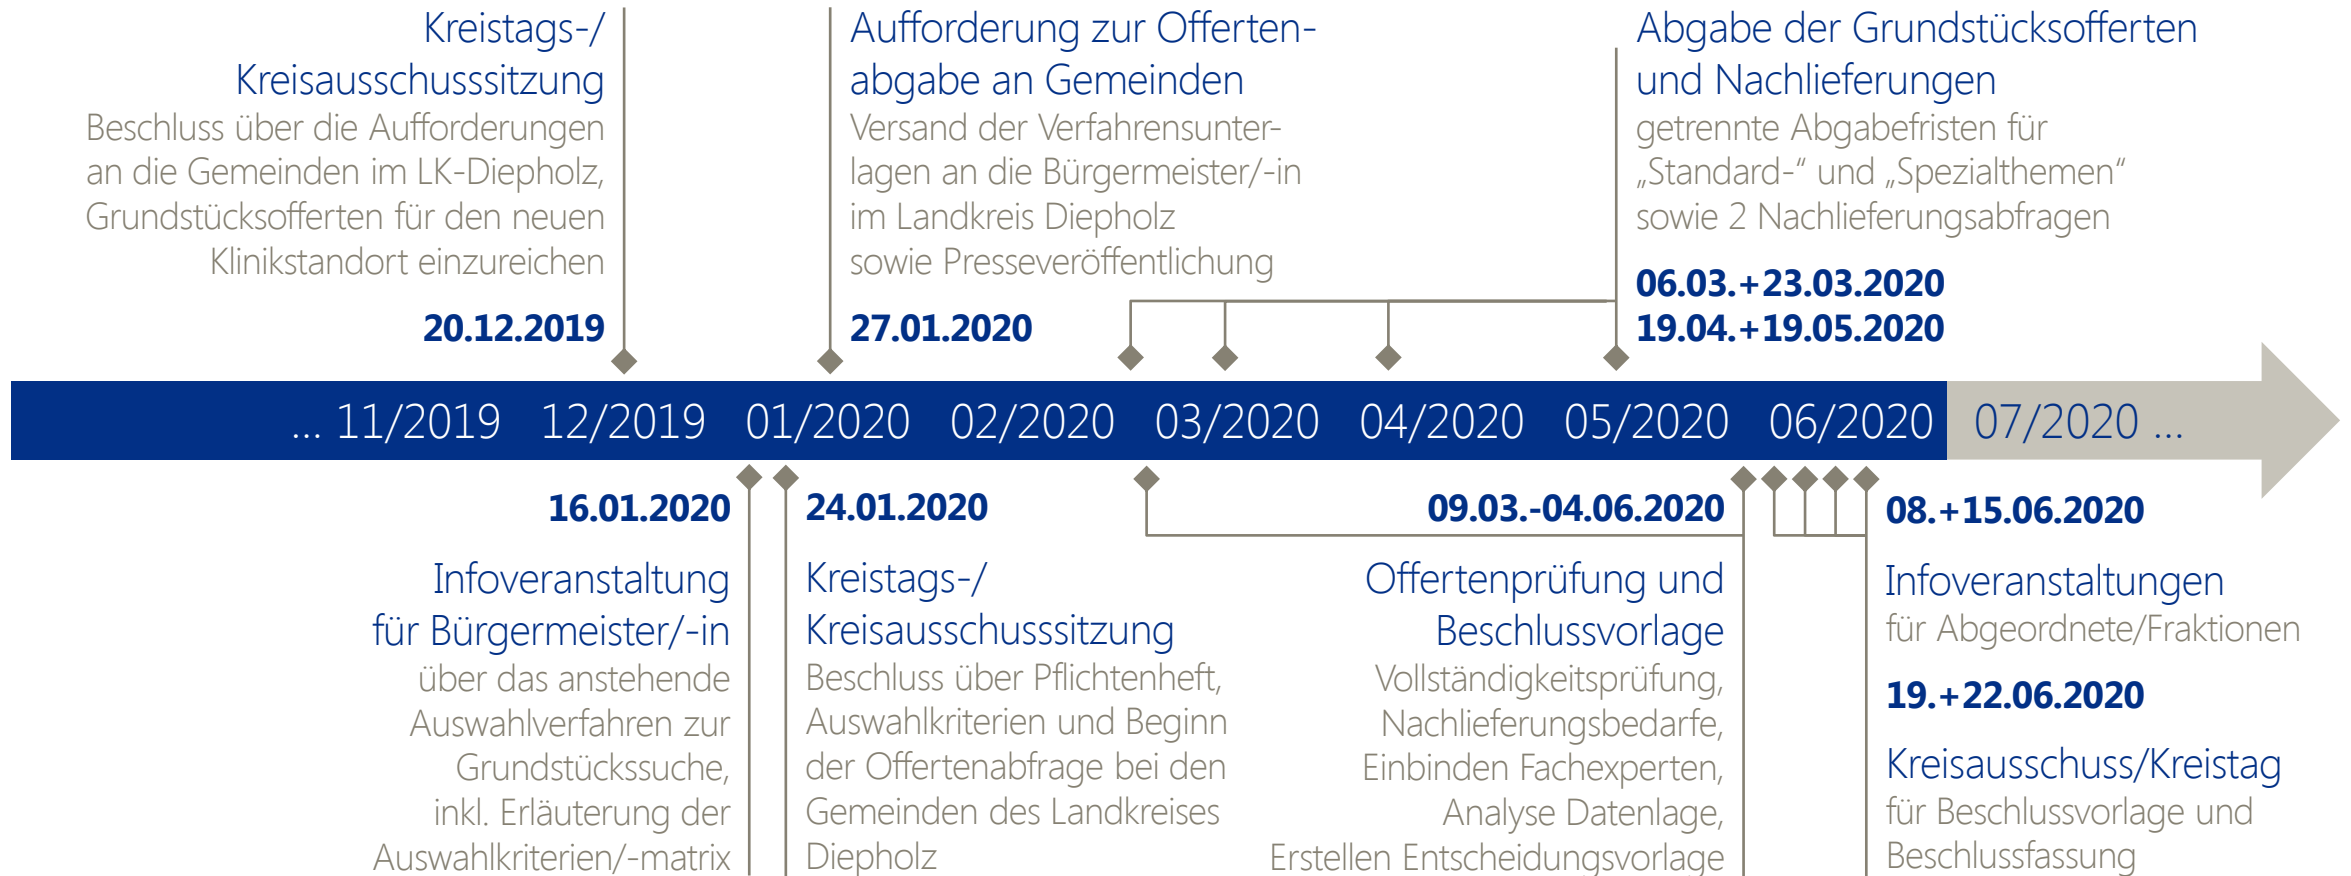 Kreistags-/
Kreisausschusssitzung
Beschluss über die Aufforderungen
an die Gemeinden im LK-Diepholz,
Grundstücksofferten für den neuen
Klinikstandort einzureichen
20.12.2019
Aufforderung zur Offerten-
abgabe an Gemeinden
Versand der Verfahrensunter-
lagen an die Bürgermeister/-in
im Landkreis Diepholz
sowie Presseveröffentlichung
27.01.2020
Abgabe der Grundstücksofferten
und Nachlieferungen
getrennte Abgabefristen für
„Standard-“ und „Spezialthemen“
sowie 2 Nachlieferungsabfragen
06.03.+23.03.2020
19.04.+19.05.2020
... 11/2019 12/2019 01/2020 02/2020 03/2020 04/2020 05/2020 06/2020 07/2020 ...
16.01.2020
Infoveranstaltung
für Bürgermeister/-in
über das anstehende
Auswahlverfahren zur
Grundstückssuche,
inkl. Erläuterung der
Auswahlkriterien/-matrix
24.01.2020
Kreistags-/
Kreisausschusssitzung
Beschluss über Pflichtenheft,
Auswahlkriterien und Beginn
der Offertenabfrage bei den
Gemeinden des Landkreises
Diepholz
09.03.-04.06.2020
Offertenprüfung und
Beschlussvorlage
Vollständigkeitsprüfung,
Nachlieferungsbedarfe,
Einbinden Fachexperten,
Analyse Datenlage,
Erstellen Entscheidungsvorlage
08.+15.06.2020
Infoveranstaltungen
für Abgeordnete/Fraktionen
19.+22.06.2020
Kreisausschuss/Kreistag
für Beschlussvorlage und
Beschlussfassung